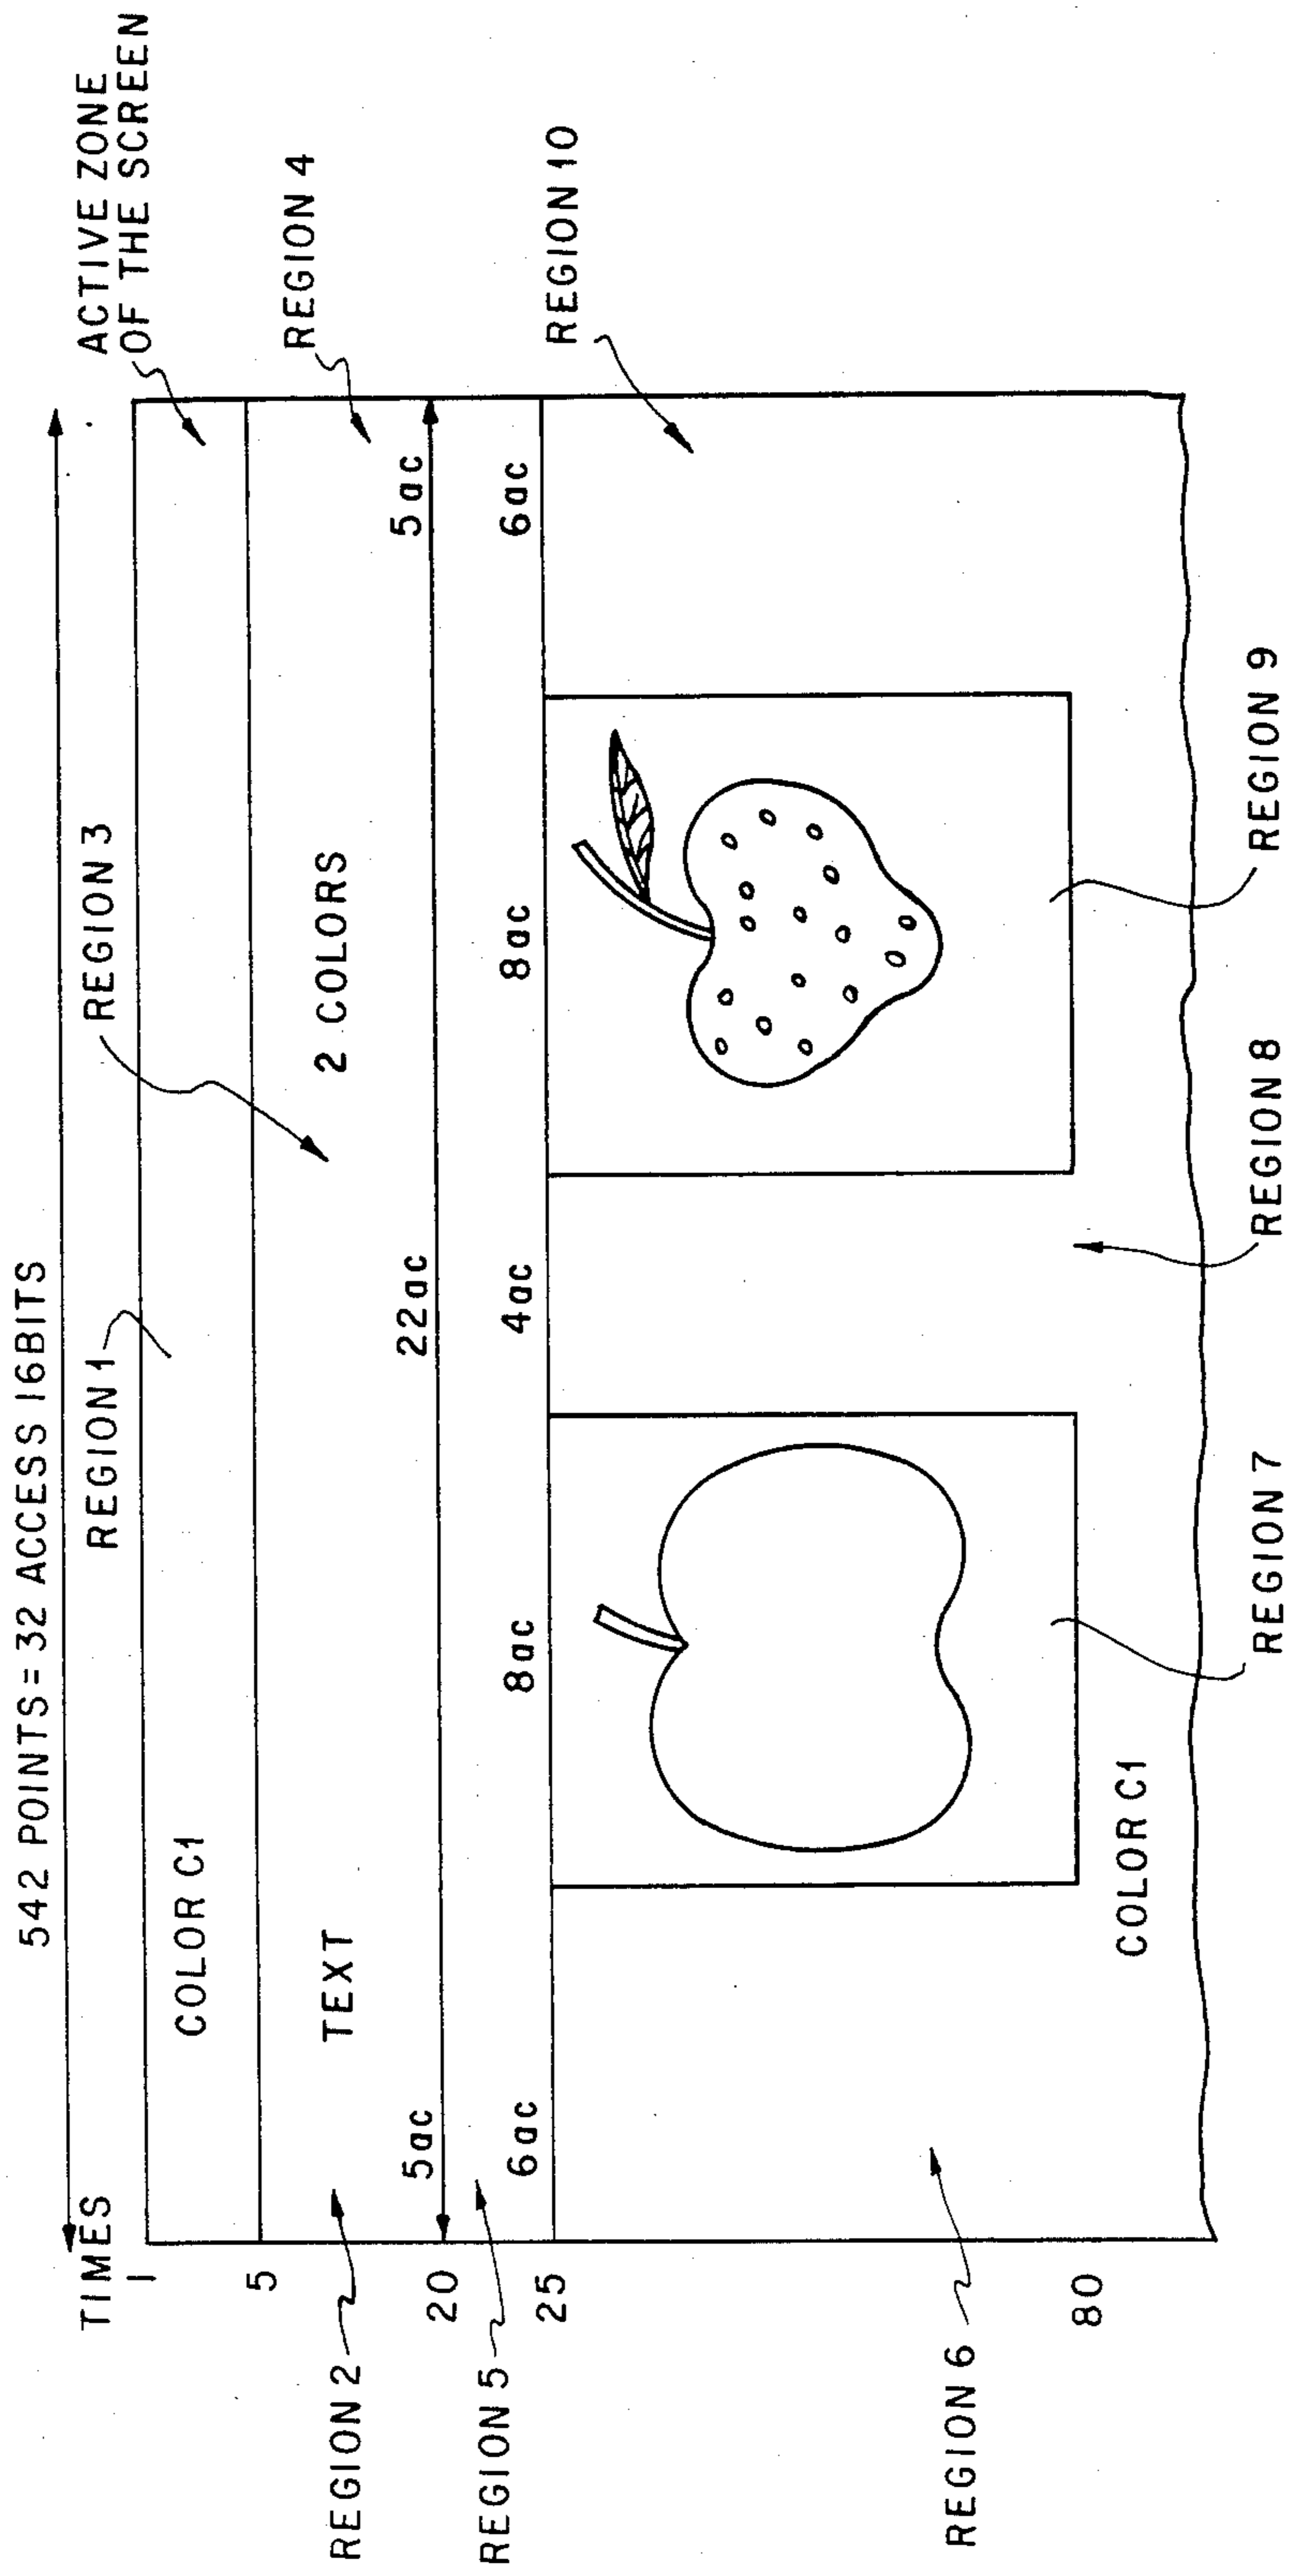 542 POINTS = 32 ACCESS 16BITS
TIMES
REGION 1
REGION 3
ACTIVE ZONE
OF THE SCREEN
1
COLOR C1
5
REGION 2
TEXT
2 COLORS
REGION 4
20
5ac
22ac
5ac
REGION 5
25
6ac
8ac
4ac
8ac
6ac
REGION 10
REGION 6
80
COLOR C1
REGION 7
REGION 8
REGION 9